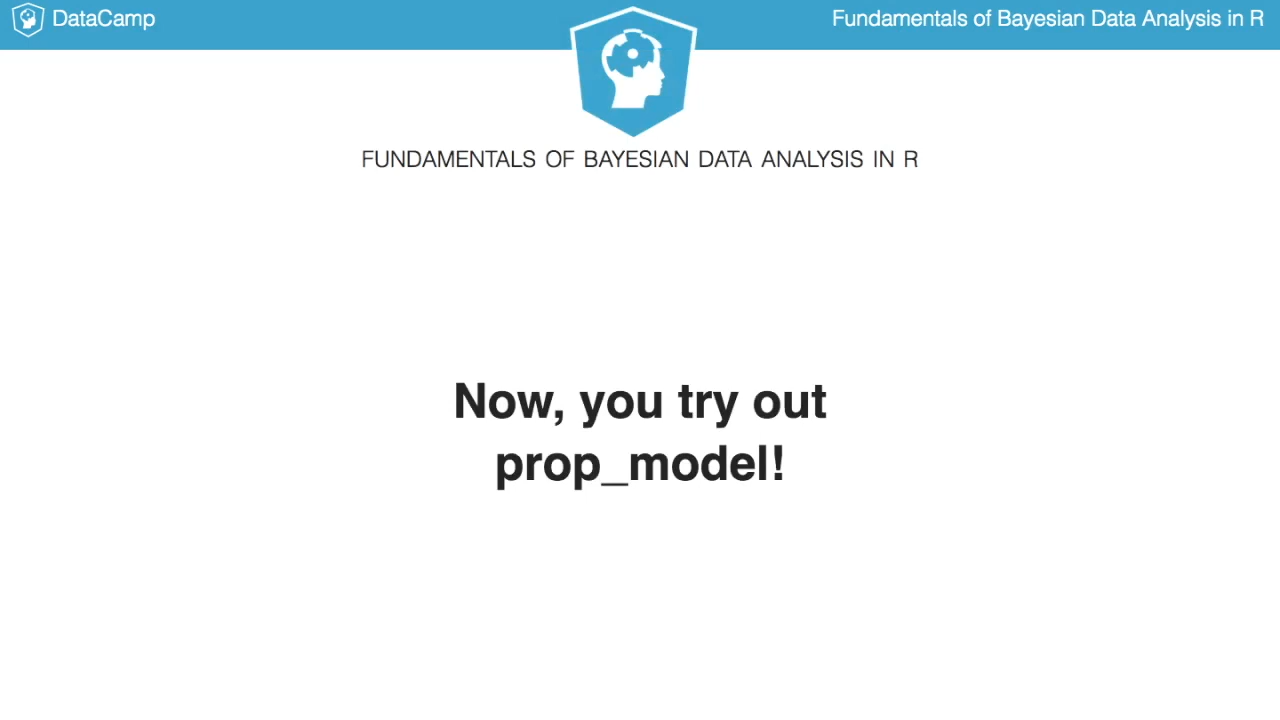 DataCamp
Fundamentals of Bayesian Data Analysis in R
FUNDAMENTALS OF BAYESIAN DATA ANALYSIS IN R
Now, you try out
prop_model!